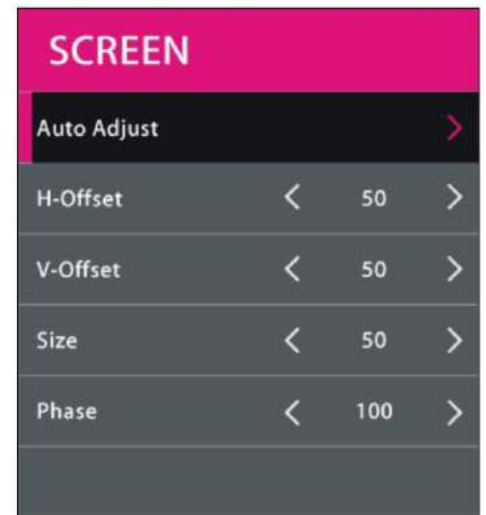 SCREEN
Auto Adjust >
H-Offset < 50 >
V-Offset < 50 >
Size < 50 >
Phase < 100 >